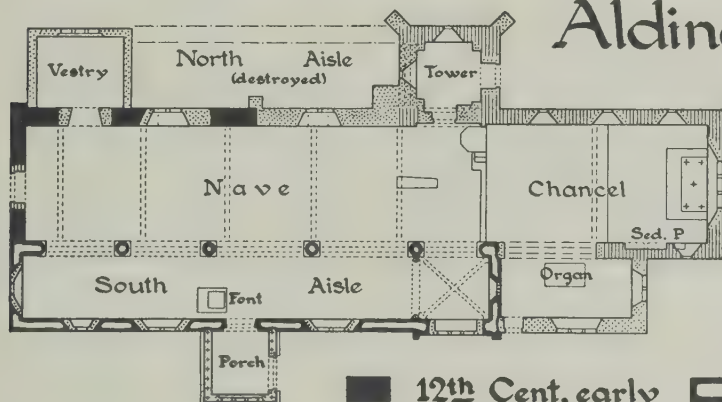 Aldin
Vestry
North Aisle
(destroyed)
Tower
Nave
Chancel
Sed. P
South Aisle
Font
Organ
Porch
12th Cent. early